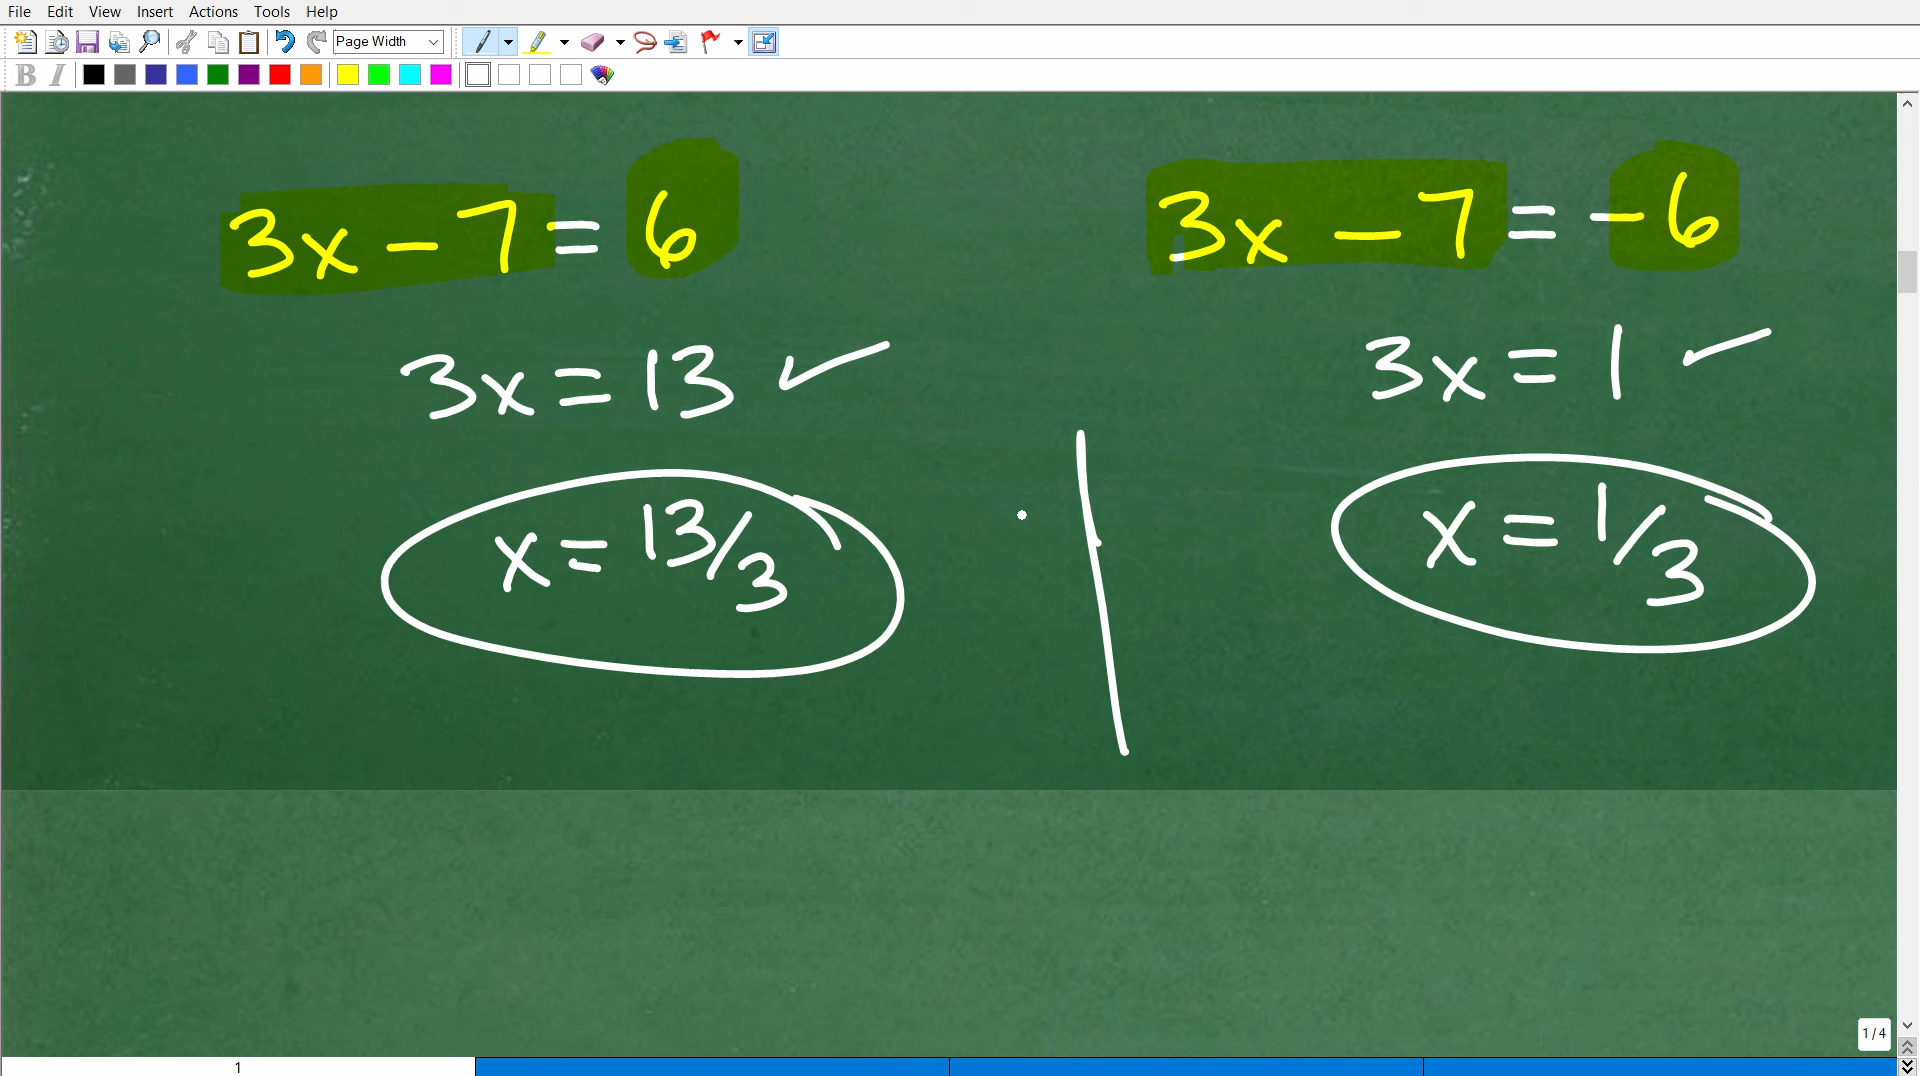 File Edit View Insert Actions Tools Help
Page Width
B I
3x - 7 = 6
3x - 7 = -6
3x = 13 ✓
3x = 1 ✓
x = 13/3
x = 1/3
1 / 4
1